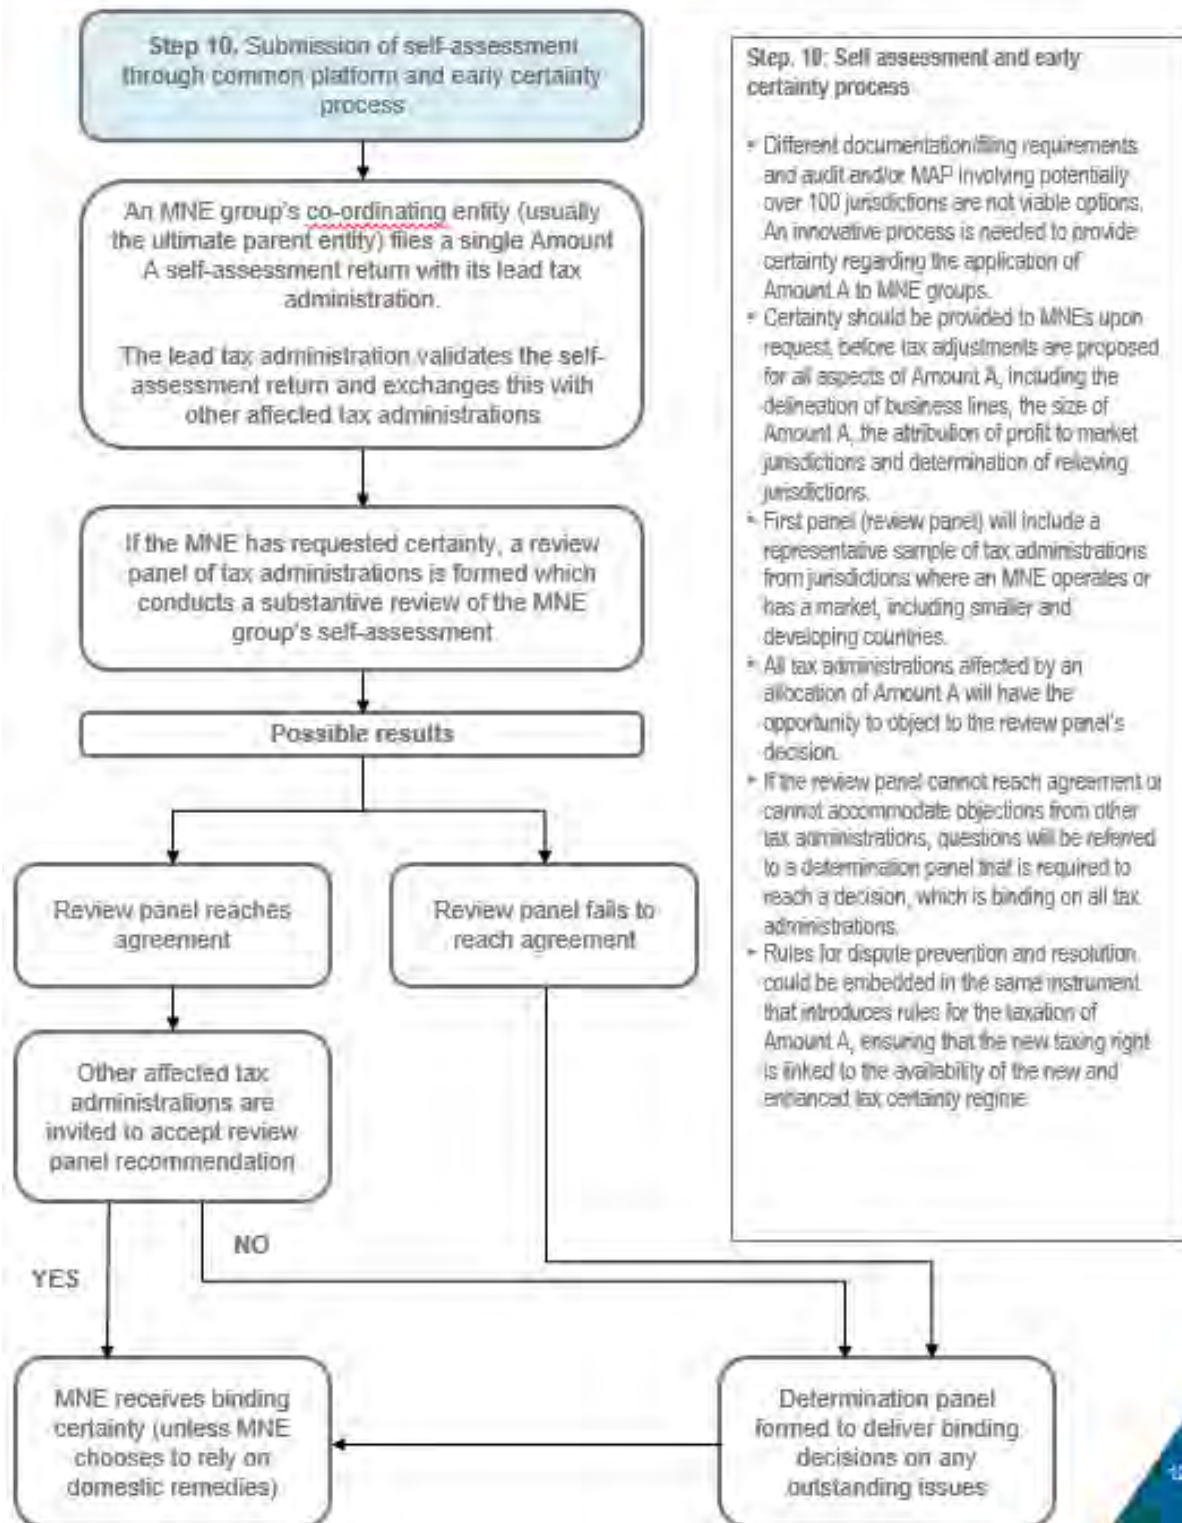 Step 10. Submission of self-assessment
through common platform and early certainty
process
An MNE group's co-ordinating entity (usually
the ultimate parent entity) files a single Amount
A self-assessment return with its lead tax
administration.
The lead tax administration validates the self-
assessment return and exchanges this with
other affected tax administrations
If the MNE has requested certainty, a review
panel of tax administrations is formed which
conducts a substantive review of the MNE
group's self-assessment
Possible results
Review panel reaches
agreement
Review panel fails to
reach agreement
Other affected tax
administrations are
invited to accept review
panel recommendation
YES
NO
MNE receives binding
certainty (unless MNE
chooses to rely on
domestic remedies)
Determination panel
formed to deliver binding
decisions on any
outstanding issues
Step. 10: Self assessment and early
certainty process
• Different documentation/filing requirements
and audit and/or MAP involving potentially
over 100 jurisdictions are not viable options.
An innovative process is needed to provide
certainty regarding the application of
Amount A to MNE groups.
• Certainty should be provided to MNEs upon
request, before tax adjustments are proposed
for all aspects of Amount A, including the
delineation of business lines, the size of
Amount A, the attribution of profit to market
jurisdictions and determination of relieving
jurisdictions.
• First panel (review panel) will include a
representative sample of tax administrations
from jurisdictions where an MNE operates or
has a market, including smaller and
developing countries.
• All tax administrations affected by an
allocation of Amount A will have the
opportunity to object to the review panel's
decision.
• If the review panel cannot reach agreement or
cannot accommodate objections from other
tax administrations, questions will be referred
to a determination panel that is required to
reach a decision, which is binding on all tax
administrations.
• Rules for dispute prevention and resolution
could be embedded in the same instrument
that introduces rules for the taxation of
Amount A, ensuring that the new taxing right
is linked to the availability of the new and
enhanced tax certainty regime